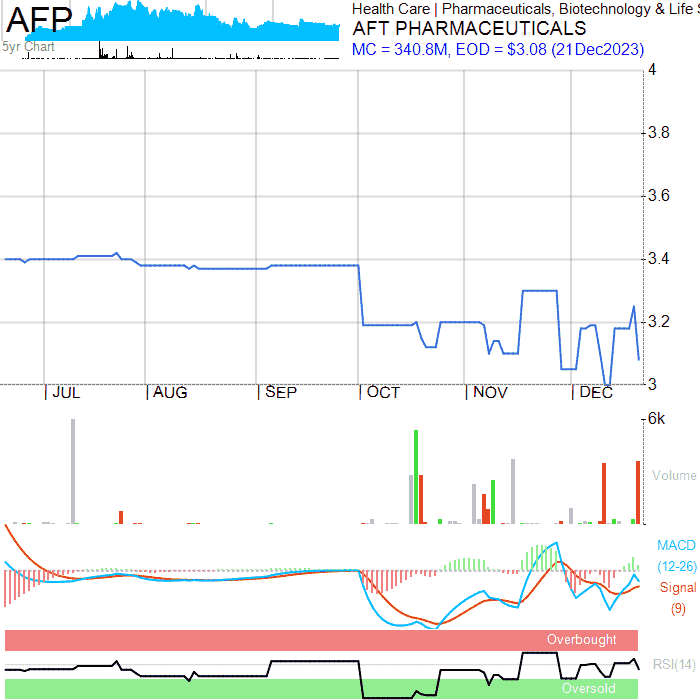 AFP
5yr Chart
Health Care | Pharmaceuticals, Biotechnology & Life S
AFT PHARMACEUTICALS
MC = 340.8M, EOD = $3.08 (21Dec2023)
4
3.8
3.6
3.4
3.2
3
JUL AUG SEP OCT NOV DEC
6k
Volume
MACD
(12-26)
Signal
(9)
Overbought
RSI(14)
Oversold